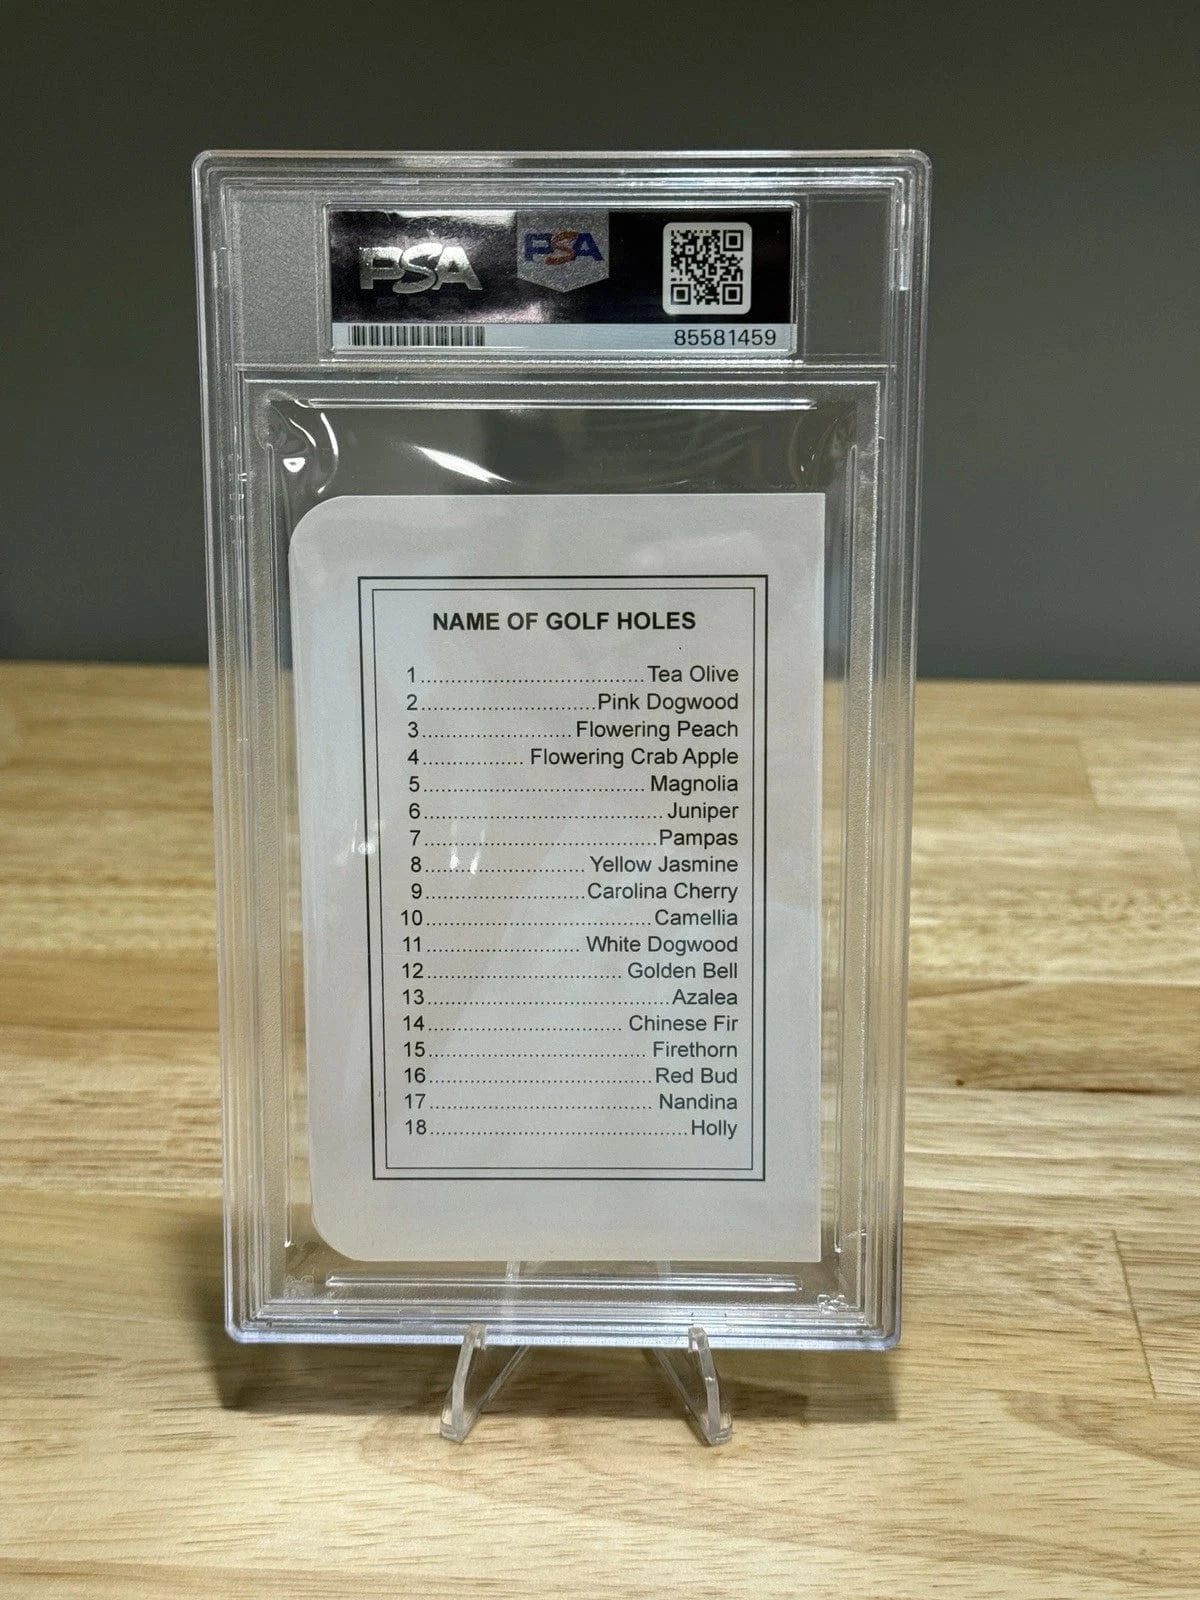 PSA
PSA
85581459
NAME OF GOLF HOLES
1..............................Tea Olive
2..............................Pink Dogwood
3..............................Flowering Peach
4..............................Flowering Crab Apple
5..............................Magnolia
6..............................Juniper
7..............................Pampas
8..............................Yellow Jasmine
9..............................Carolina Cherry
10..............................Camellia
11..............................White Dogwood
12..............................Golden Bell
13..............................Azalea
14..............................Chinese Fir
15..............................Firethorn
16..............................Red Bud
17..............................Nandina
18..............................Holly